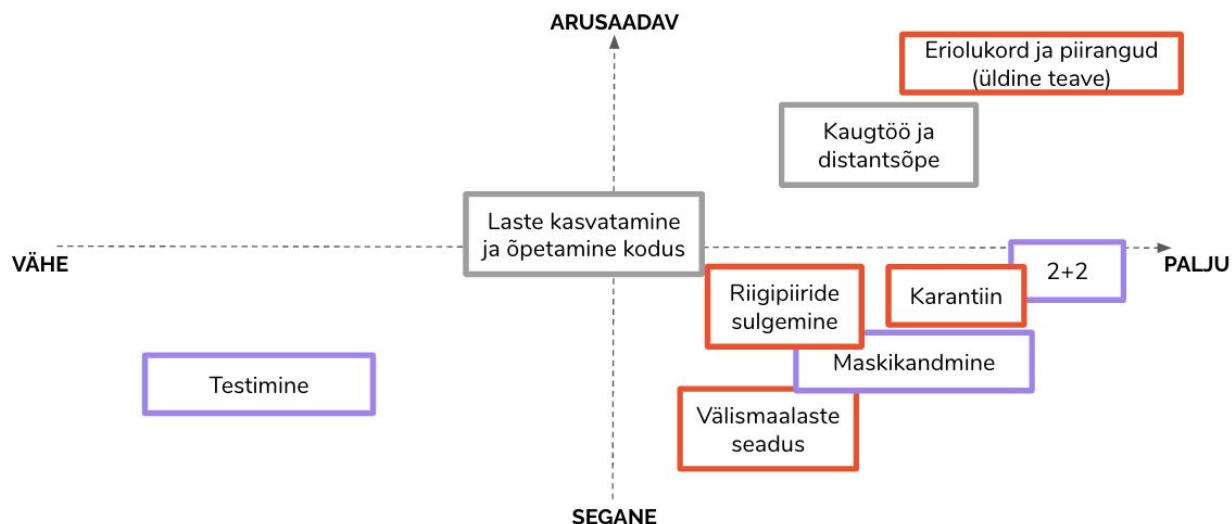 ARUSAADAV
Eriolukord ja piirangud
(üldine teave)
Kaugtöö ja
distantsõpe
Laste kasvatamine
ja õpetamine kodus
VÄHE
PALJU
2+2
Riigipiiride
sulgemine
Karantiin
Maskikandmine
Testimine
Välismaalaste
seadus
SEGANE